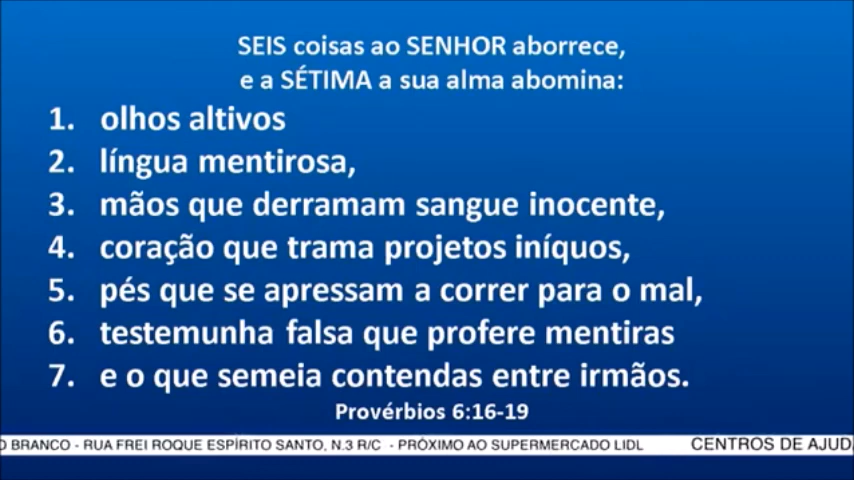 SEIS coisas ao SENHOR aborrece,
e a SÉTIMA a sua alma abomina:
1. olhos altivos
2. língua mentirosa,
3. mãos que derramam sangue inocente,
4. coração que trama projetos iníquos,
5. pés que se apressam a correr para o mal,
6. testemunha falsa que profere mentiras
7. e o que semeia contendas entre irmãos.
Provérbios 6:16-19
O BRANCO - RUA FREI ROQUE ESPÍRITO SANTO, N.3 R/C - PRÓXIMO AO SUPERMERCADO LIDL CENTROS DE AJUD